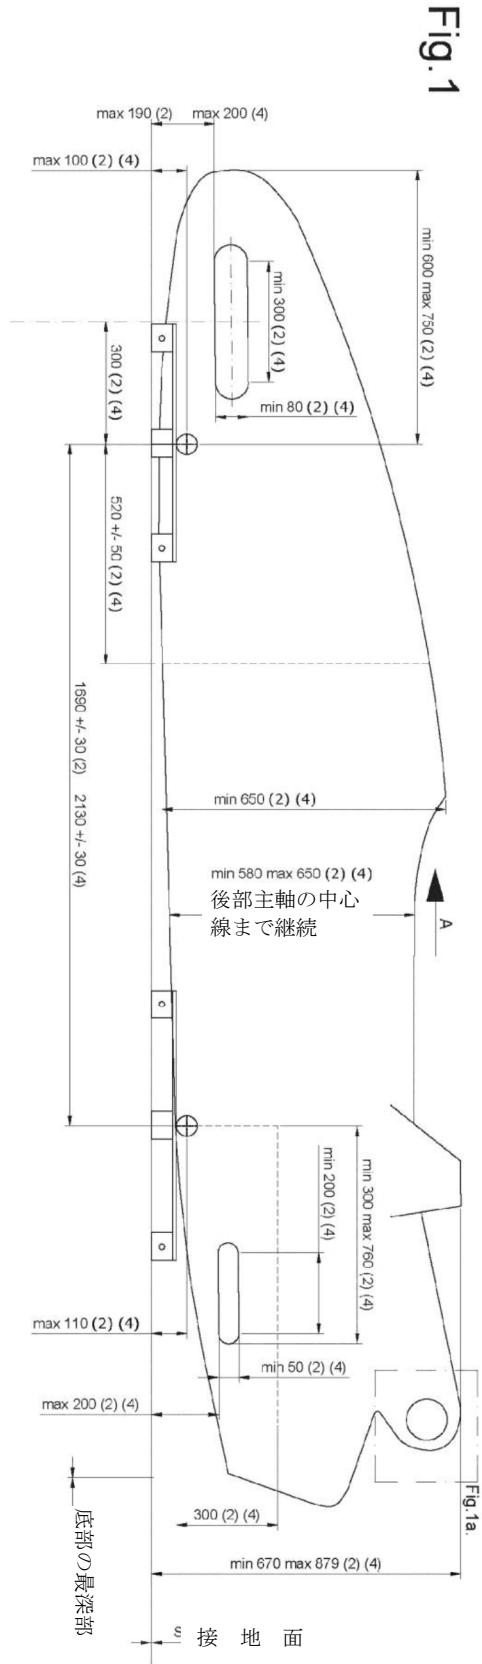 Fig.1
max 190 (2)
max 200 (4)
max 100 (2) (4)
min 600 max 750 (2) (4)
min 300 (2) (4)
300 (2) (4)
min 80 (2) (4)
520 +/- 50 (2) (4)
1690 +/- 30 (2) 2130 +/- 30 (4)
min 650 (2) (4)
min 580 max 650 (2) (4)
後部主軸の中心
線まで継続
A
min 300 max 760 (2) (4)
min 200 (2) (4)
max 110 (2) (4)
min 50 (2) (4)
max 200 (2) (4)
Fig.1a.
300 (2) (4)
底部の最深部
min 670 max 879 (2) (4)
接地面